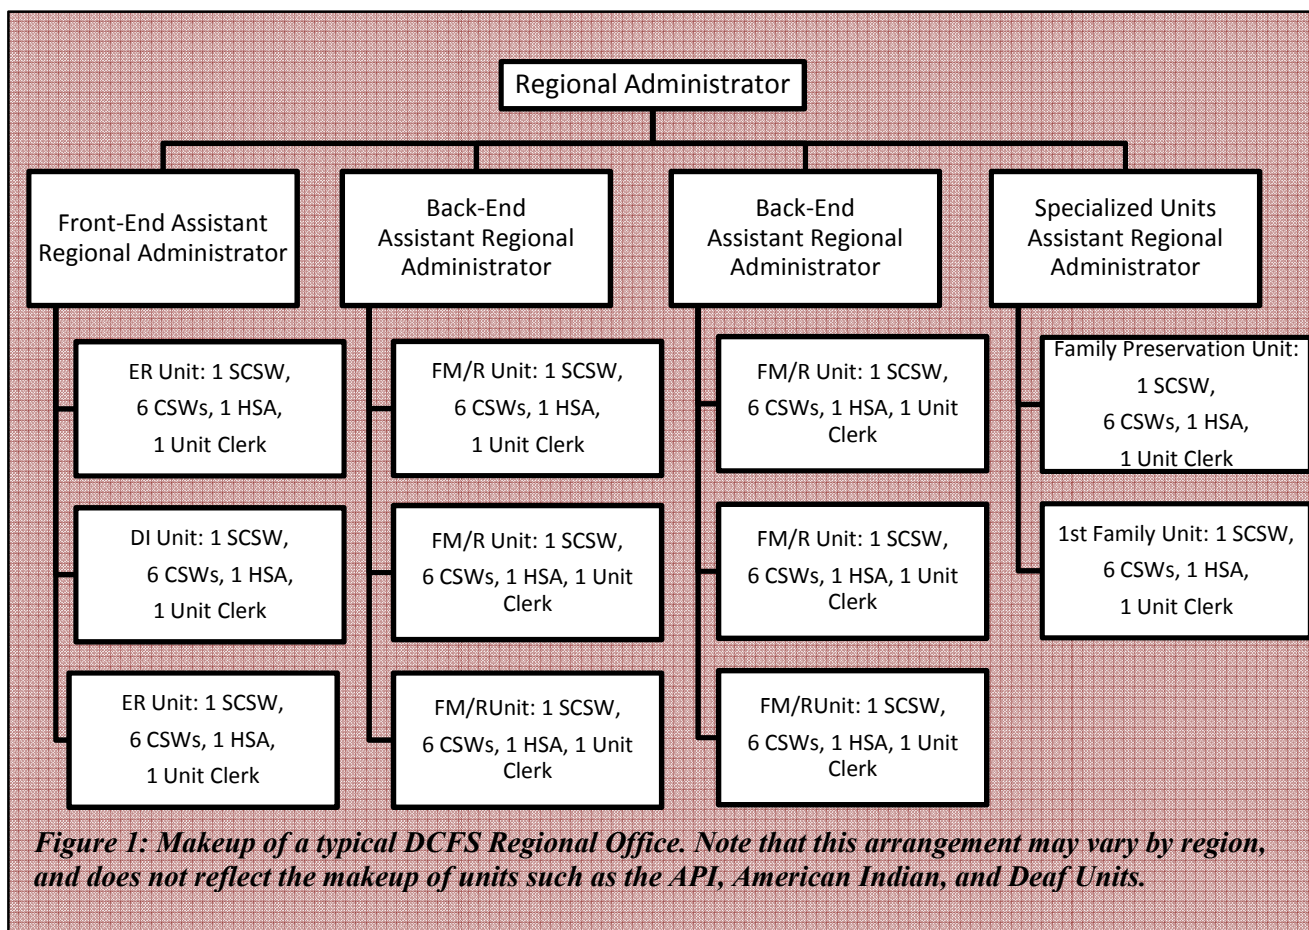 Regional Administrator
Front-End Assistant
Regional Administrator
Back-End
Assistant Regional
Administrator
Back-End
Assistant Regional
Administrator
Specialized Units
Assistant Regional
Administrator
ER Unit: 1 SCSW,
6 CSWs, 1 HSA,
1 Unit Clerk
DI Unit: 1 SCSW,
6 CSWs, 1 HSA,
1 Unit Clerk
ER Unit: 1 SCSW,
6 CSWs, 1 HSA,
1 Unit Clerk
FM/R Unit: 1 SCSW,
6 CSWs, 1 HSA,
1 Unit Clerk
FM/R Unit: 1 SCSW,
6 CSWs, 1 HSA, 1 Unit
Clerk
FM/RUnit: 1 SCSW,
6 CSWs, 1 HSA, 1 Unit
Clerk
FM/R Unit: 1 SCSW,
6 CSWs, 1 HSA, 1 Unit
Clerk
FM/R Unit: 1 SCSW,
6 CSWs, 1 HSA, 1 Unit
Clerk
FM/RUnit: 1 SCSW,
6 CSWs, 1 HSA, 1 Unit
Clerk
Family Preservation Unit:
1 SCSW,
6 CSWs, 1 HSA,
1 Unit Clerk
1st Family Unit: 1 SCSW,
6 CSWs, 1 HSA,
1 Unit Clerk
Figure 1: Makeup of a typical DCFS Regional Office. Note that this arrangement may vary by region,
and does not reflect the makeup of units such as the API, American Indian, and Deaf Units.